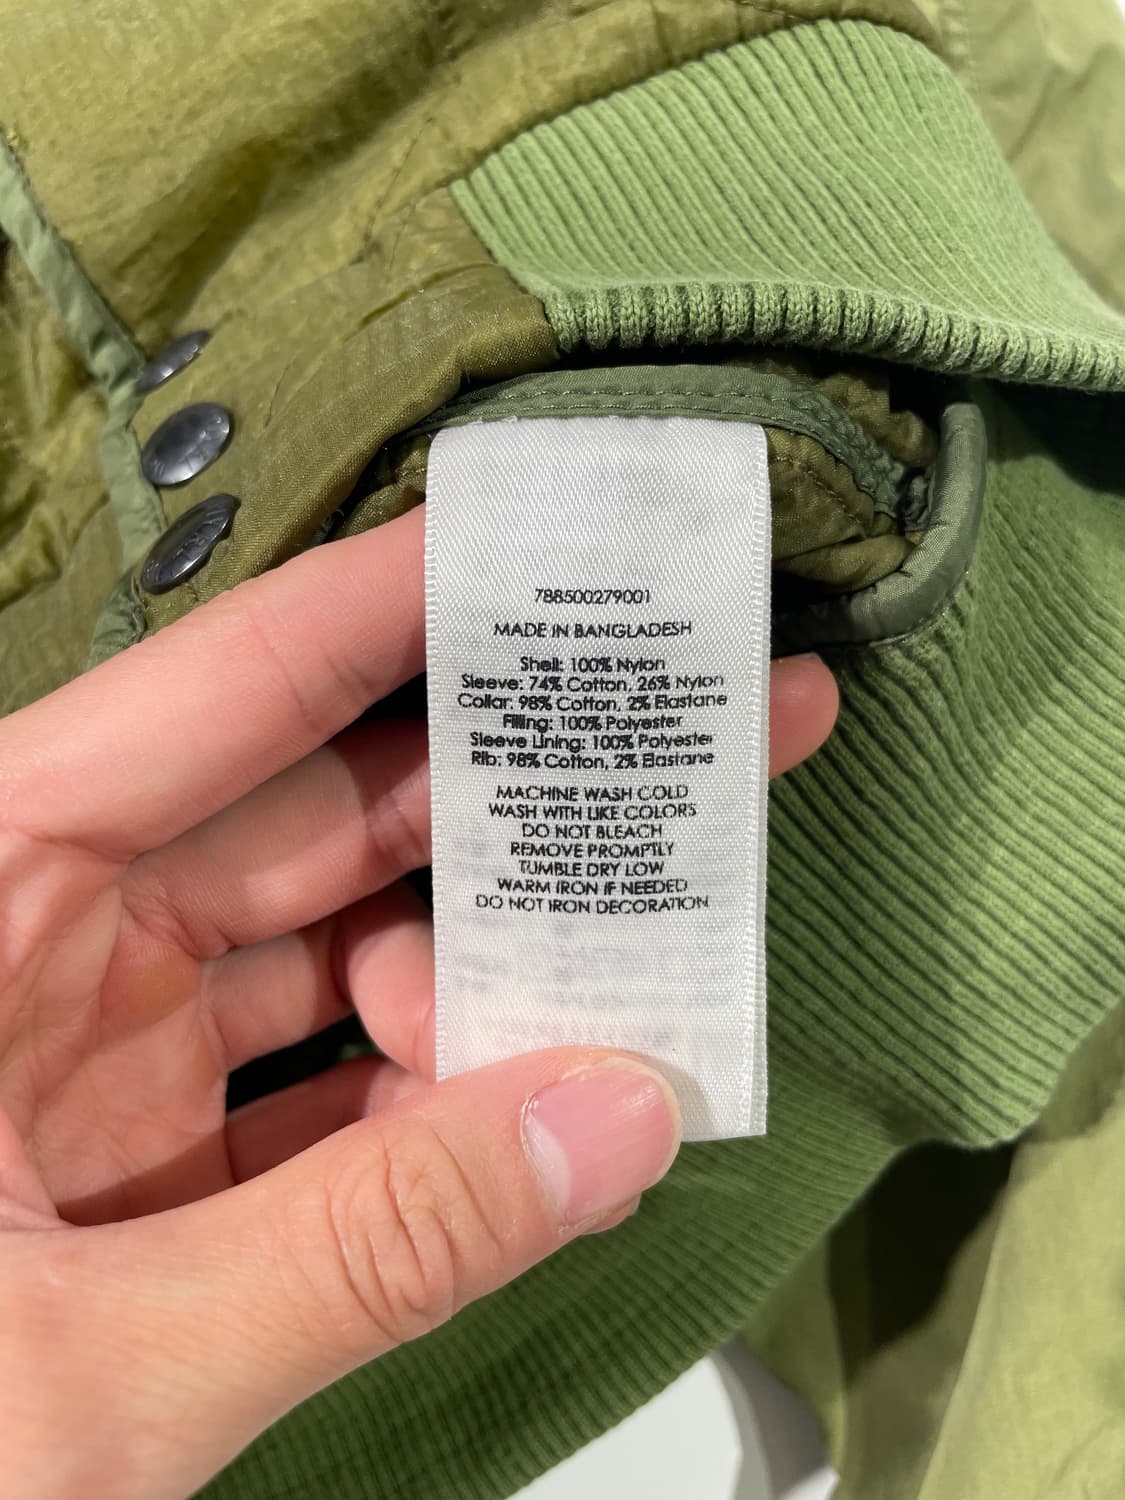 788500279001
MADE IN BANGLADESH
Shell: 100% Nylon
Sleeve: 74% Cotton, 26% Nylon
Collar: 98% Cotton, 2% Elastane
Filling: 100% Polyester
Sleeve Lining: 100% Polyester
Rib: 98% Cotton, 2% Elastane
MACHINE WASH COLD
WASH WITH LIKE COLORS
DO NOT BLEACH
REMOVE PROMPTLY
TUMBLE DRY LOW
WARM IRON IF NEEDED
DO NOT IRON DECORATION